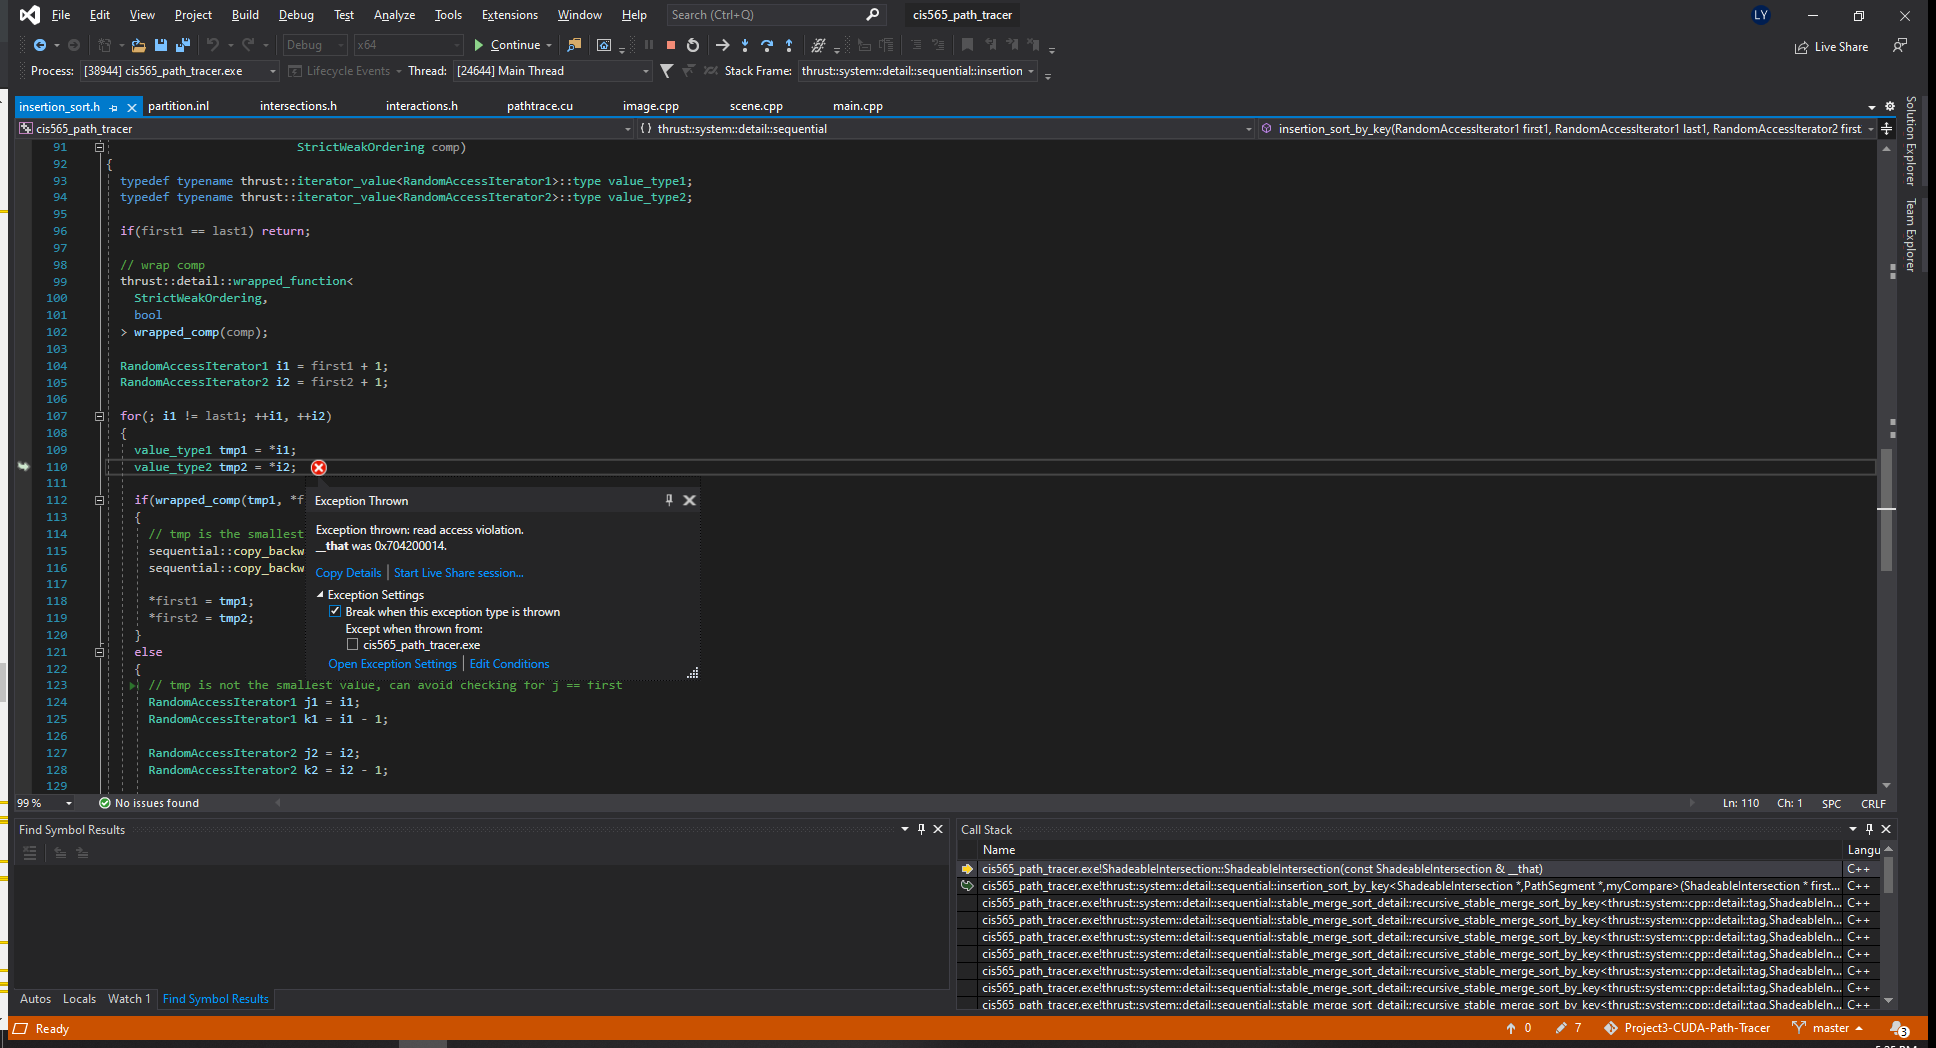 File Edit View Project Build Debug Test Analyze Tools Extensions Window Help Search (Ctrl+Q) cis565_path_tracer LY
Debug x64 Continue Live Share
Process: [38944] cis565_path_tracer.exe Lifecycle Events Thread: [24644] Main Thread Stack Frame: thrust::system::detail::sequential::insertion
insertion_sort.h partition.inl intersections.h interactions.h pathtrace.cu image.cpp scene.cpp main.cpp
cis565_path_tracer {} thrust::system::detail::sequential insertion_sort_by_key(RandomAccessIterator1 first1, RandomAccessIterator1 last1, RandomAccessIterator2 first
Solution Explorer
Team Explorer
91 StrictWeakOrdering comp)
92 {
93 typedef typename thrust::iterator_value<RandomAccessIterator1>::type value_type1;
94 typedef typename thrust::iterator_value<RandomAccessIterator2>::type value_type2;
95
96 if(first1 == last1) return;
97
98 // wrap comp
99 thrust::detail::wrapped_function<
100 StrictWeakOrdering,
101 bool
102 > wrapped_comp(comp);
103
104 RandomAccessIterator1 i1 = first1 + 1;
105 RandomAccessIterator2 i2 = first2 + 1;
106
107 for(; i1 != last1; ++i1, ++i2)
108 {
109 value_type1 tmp1 = *i1;
110 value_type2 tmp2 = *i2;
111
112 if(wrapped_comp(tmp1, *f
113 {
114 // tmp is the smallest
115 sequential::copy_backw
116 sequential::copy_backw
117
118 *first1 = tmp1;
119 *first2 = tmp2;
120 }
121 else
122 {
123 // tmp is not the smallest value, can avoid checking for j == first
124 RandomAccessIterator1 j1 = i1;
125 RandomAccessIterator1 k1 = i1 - 1;
126
127 RandomAccessIterator2 j2 = i2;
128 RandomAccessIterator2 k2 = i2 - 1;
129
Exception Thrown
Exception thrown: read access violation.
__that was 0x704200014.
Copy Details | Start Live Share session...
Exception Settings
Break when this exception type is thrown
Except when thrown from:
cis565_path_tracer.exe
Open Exception Settings | Edit Conditions
99 % No issues found Ln: 110 Ch: 1 SPC CRLF
Find Symbol Results
Autos Locals Watch 1 Find Symbol Results
Call Stack
Name Langu
cis565_path_tracer.exe!ShadeableIntersection::ShadeableIntersection(const ShadeableIntersection & __that) C++
cis565_path_tracer.exe!thrust::system::detail::sequential::insertion_sort_by_key<ShadeableIntersection *,PathSegment *,myCompare>(ShadeableIntersection * first... C++
cis565_path_tracer.exe!thrust::system::detail::sequential::stable_merge_sort_detail::recursive_stable_merge_sort_by_key<thrust::system::cpp::detail::tag,ShadeableIn... C++
cis565_path_tracer.exe!thrust::system::detail::sequential::stable_merge_sort_detail::recursive_stable_merge_sort_by_key<thrust::system::cpp::detail::tag,ShadeableIn... C++
cis565_path_tracer.exe!thrust::system::detail::sequential::stable_merge_sort_detail::recursive_stable_merge_sort_by_key<thrust::system::cpp::detail::tag,ShadeableIn... C++
cis565_path_tracer.exe!thrust::system::detail::sequential::stable_merge_sort_detail::recursive_stable_merge_sort_by_key<thrust::system::cpp::detail::tag,ShadeableIn... C++
cis565_path_tracer.exe!thrust::system::detail::sequential::stable_merge_sort_detail::recursive_stable_merge_sort_by_key<thrust::system::cpp::detail::tag,ShadeableIn... C++
cis565_path_tracer.exe!thrust::system::detail::sequential::stable_merge_sort_detail::recursive_stable_merge_sort_by_key<thrust::system::cpp::detail::tag,ShadeableIn... C++
cis565_path_tracer.exe!thrust::system::detail::sequential::stable_merge_sort_detail::recursive_stable_merge_sort_by_key<thrust::system::cpp::detail::tag,ShadeableIn... C++
Ready 0 7 Project3-CUDA-Path-Tracer master 3